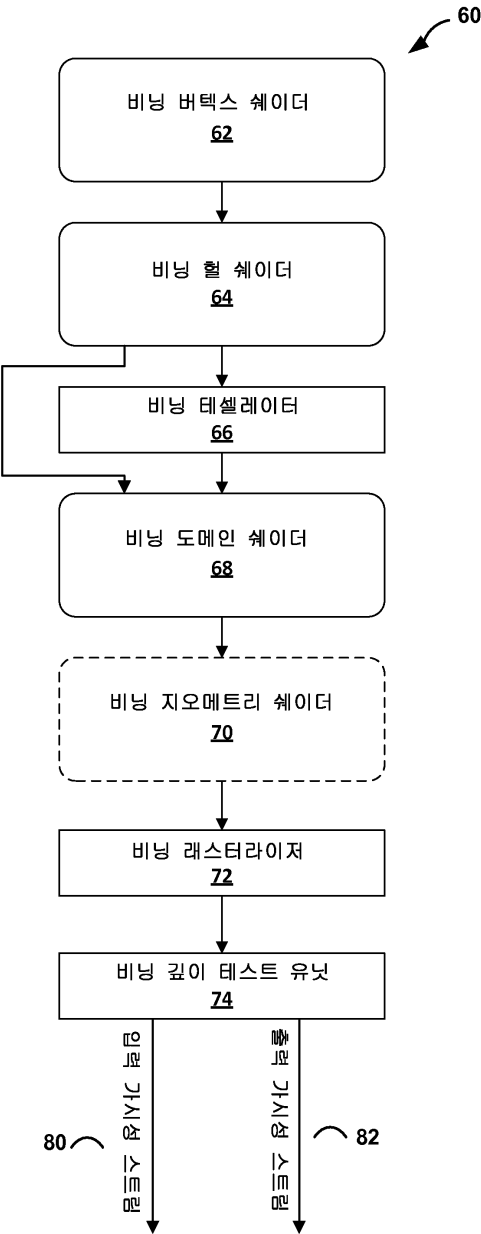 60
비닝 버텍스 쉐이더
62
비닝 헐 쉐이더
64
비닝 테셀레이터
66
비닝 도메인 쉐이더
68
비닝 지오메트리 쉐이더
70
비닝 래스터라이저
72
비닝 깊이 테스트 유닛
74
입력 가시성 스트림
80
출력 가시성 스트림
82